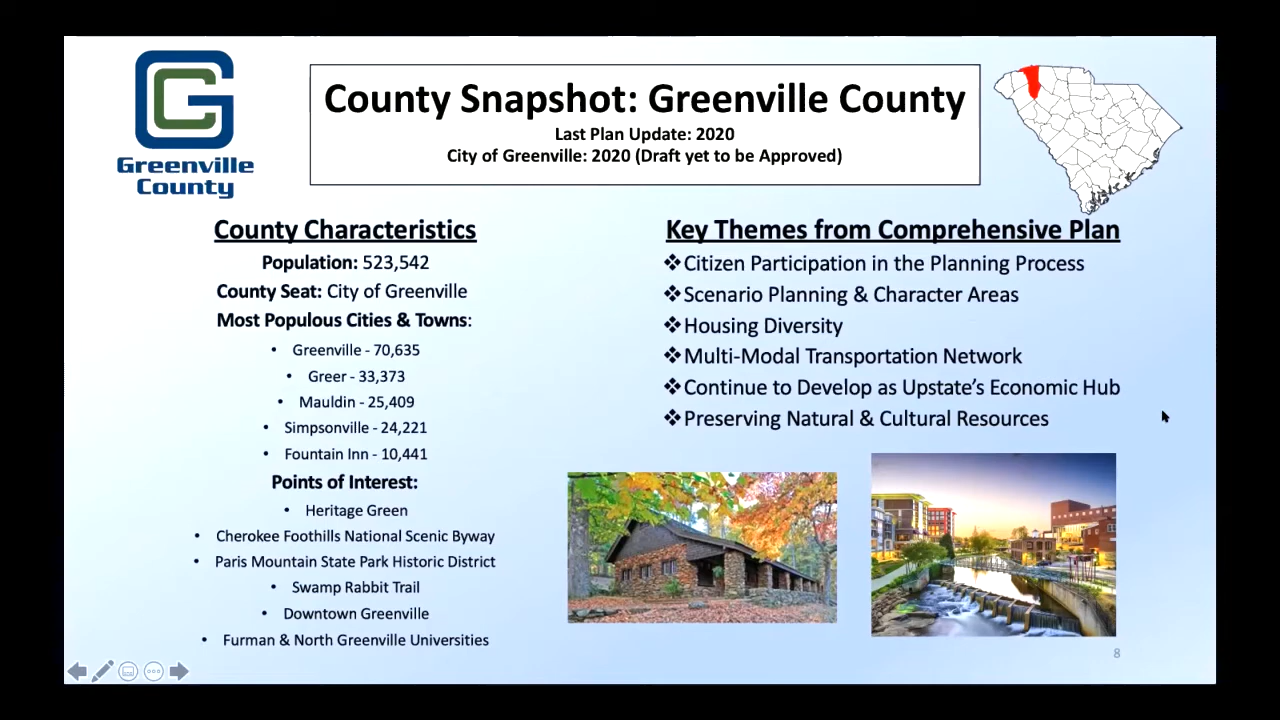 Greenville
County
County Snapshot: Greenville County
Last Plan Update: 2020
City of Greenville: 2020 (Draft yet to be Approved)
County Characteristics
Population: 523,542
County Seat: City of Greenville
Most Populous Cities & Towns:
• Greenville - 70,635
• Greer - 33,373
• Mauldin - 25,409
• Simpsonville - 24,221
• Fountain Inn - 10,441
Points of Interest:
• Heritage Green
• Cherokee Foothills National Scenic Byway
• Paris Mountain State Park Historic District
• Swamp Rabbit Trail
• Downtown Greenville
• Furman & North Greenville Universities
Key Themes from Comprehensive Plan
❖Citizen Participation in the Planning Process
❖Scenario Planning & Character Areas
❖Housing Diversity
❖Multi-Modal Transportation Network
❖Continue to Develop as Upstate’s Economic Hub
❖Preserving Natural & Cultural Resources
8